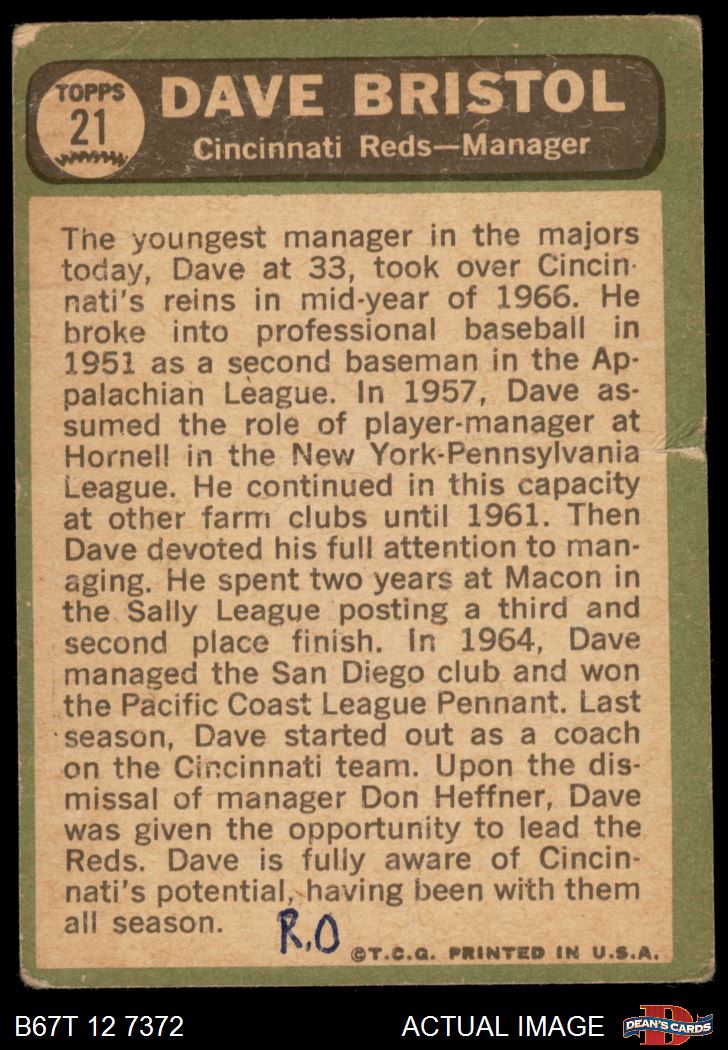 TOPPS
21
DAVE BRISTOL
Cincinnati Reds—Manager
The youngest manager in the majors
today, Dave at 33, took over Cincin-
nati's reins in mid-year of 1966. He
broke into professional baseball in
1951 as a second baseman in the Ap-
palachian League. In 1957, Dave as-
sumed the role of player-manager at
Hornell in the New York-Pennsylvania
League. He continued in this capacity
at other farm clubs until 1961. Then
Dave devoted his full attention to man-
aging. He spent two years at Macon in
the Sally League posting a third and
second place finish. In 1964, Dave
managed the San Diego club and won
the Pacific Coast League Pennant. Last
season, Dave started out as a coach
on the Cincinnati team. Upon the dis-
missal of manager Don Heffner, Dave
was given the opportunity to lead the
Reds. Dave is fully aware of Cincin-
nati's potential, having been with them
all season.
R.O
©T.C.G. PRINTED IN U.S.A.
B67T 12 7372
ACTUAL IMAGE
D
DEAN'S CARDS